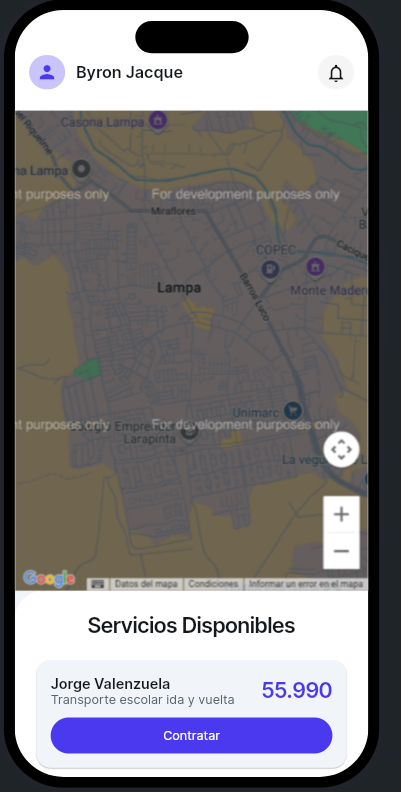 Byron Jacque
Casona Lampa
na Lampa
t purposes only
For development purposes only
Miraflores
COPEC
Barros Luco
Monte Madero
Lampa
Unimarc
Larapinta
t purposes only
For development purposes only
La vegu
Google
Datos del mapa
Condiciones
Informar un error en el mapa
Servicios Disponibles
Jorge Valenzuela
55.990
Transporte escolar ida y vuelta
Contratar